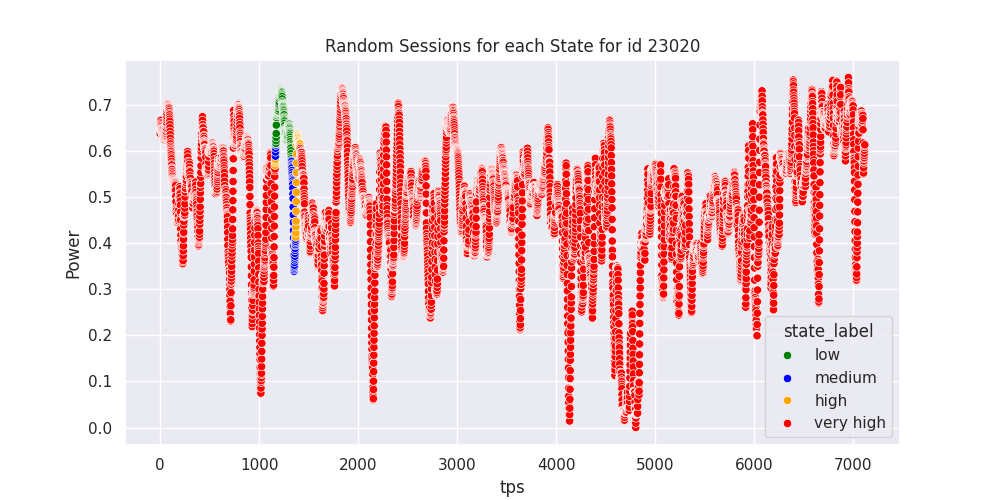 Random Sessions for each State for id 23020
Power
0.7
0.6
0.5
0.4
0.3
0.2
0.1
0.0
state_label
low
medium
high
very high
0 1000 2000 3000 4000 5000 6000 7000
tps